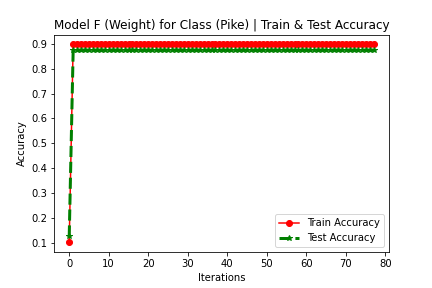 Model F (Weight) for Class (Pike) | Train & Test Accuracy
0.9
0.8
0.7
0.6
0.5
0.4
0.3
0.2
0.1
Accuracy
Train Accuracy
Test Accuracy
0 10 20 30 40 50 60 70 80
Iterations